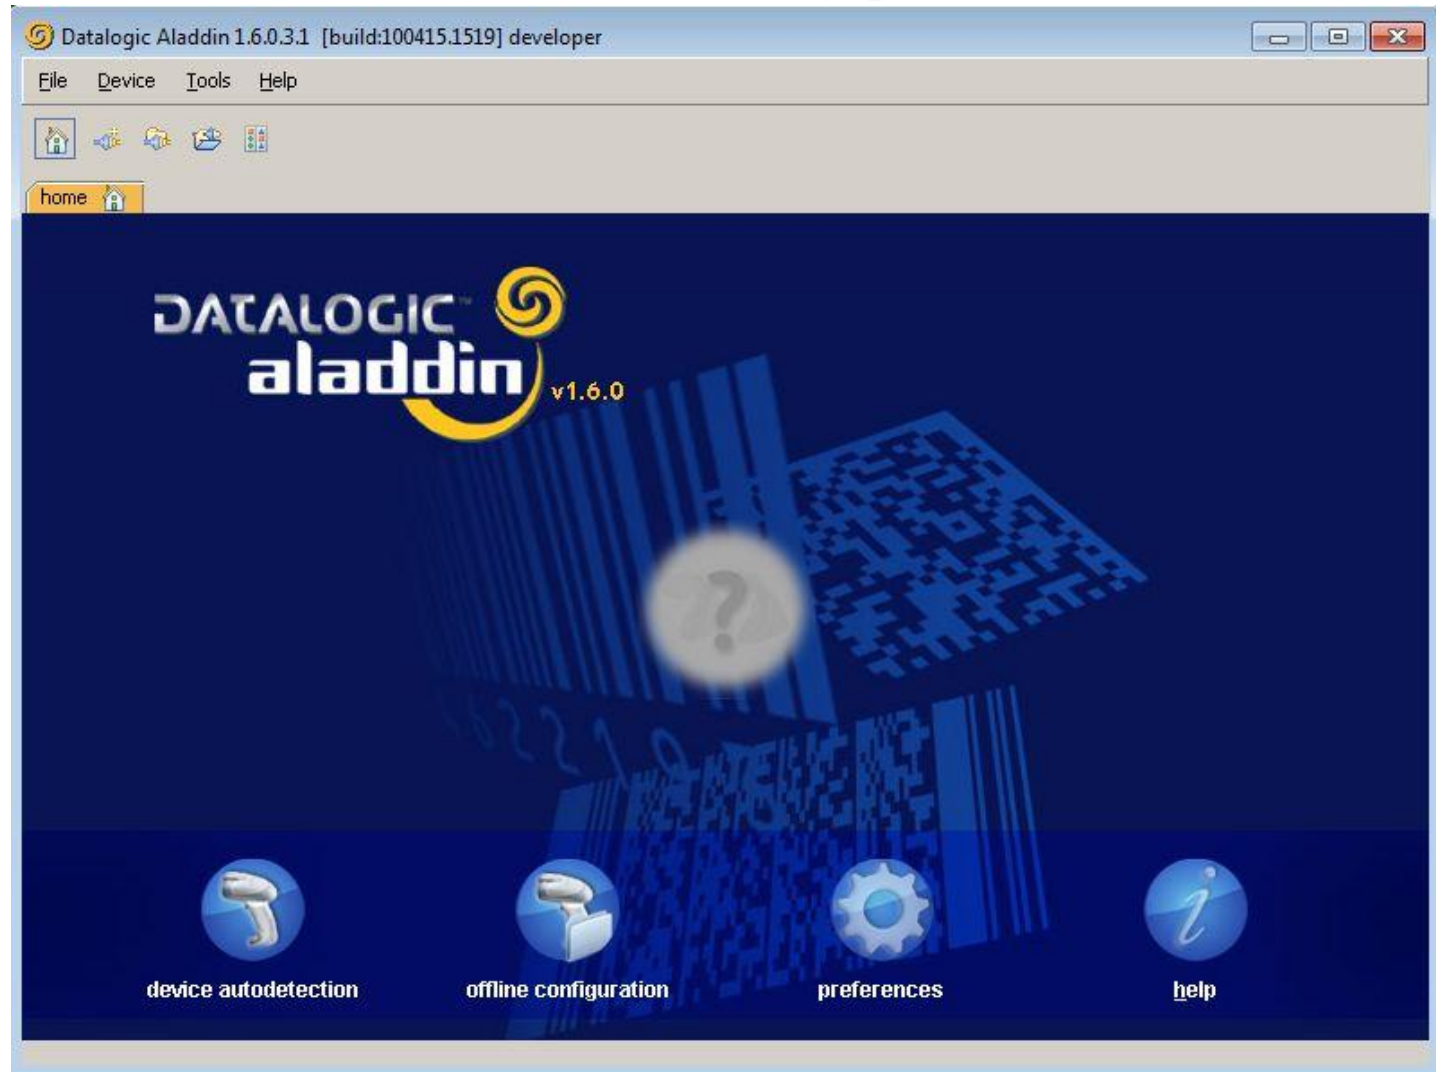 Datalogic Aladdin 1.6.0.3.1 [build:100415.1519] developer
File Device Tools Help
home
DATALOGIC™
aladdin
v1.6.0
?
device autodetection offline configuration preferences help